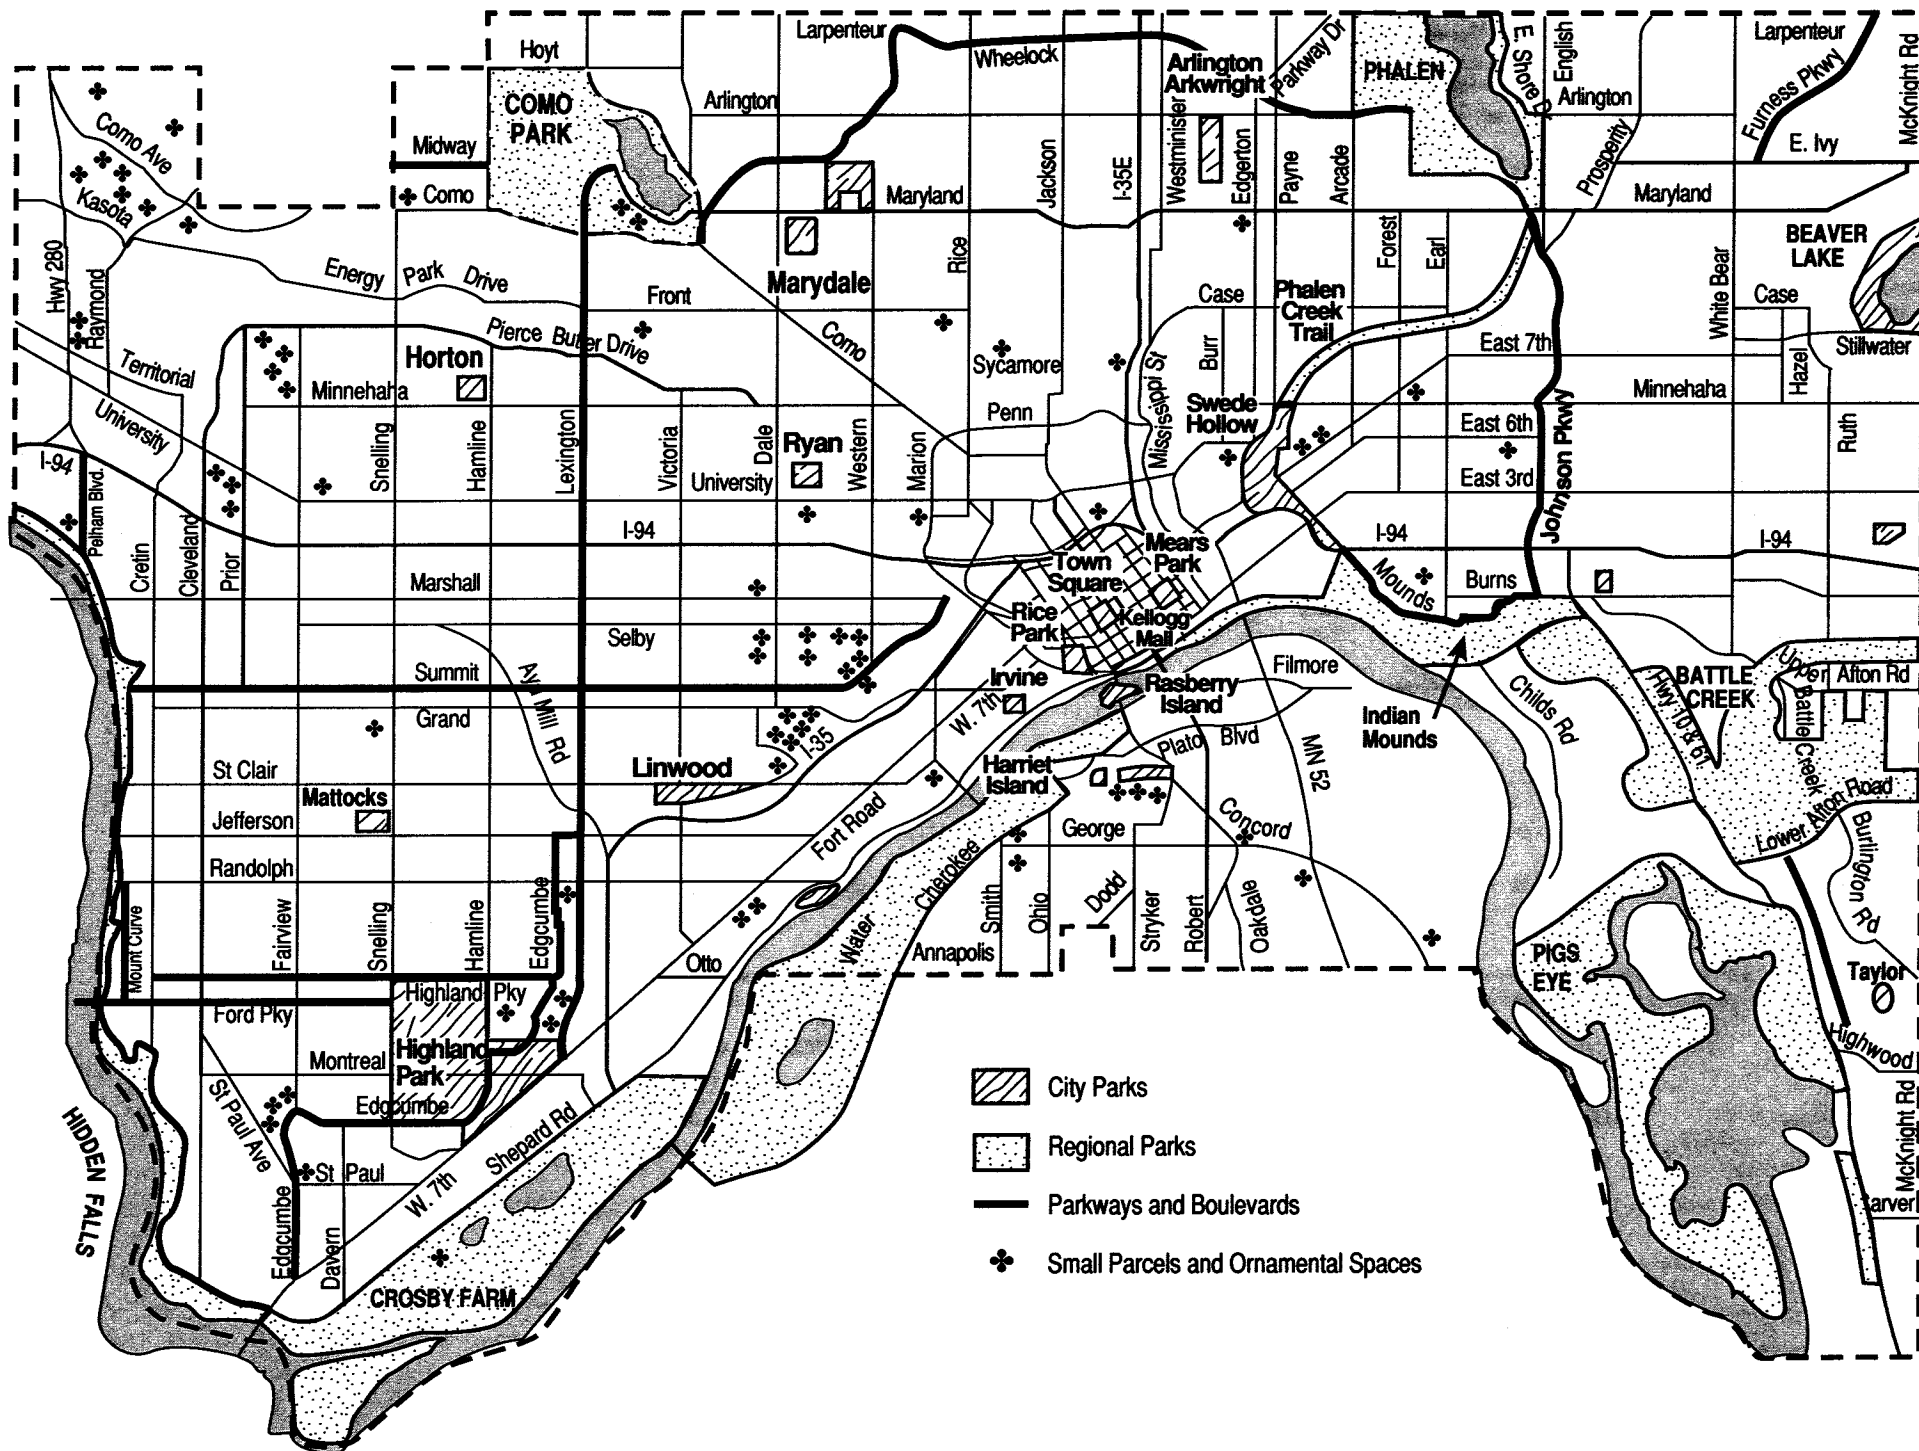 Larpenteur
Larpenteur
Hoyt
Wheelock
Arlington
Arkwright
Parkway Dr
PHALEN
E. Shore D
English
Furness Pkwy
McKnight Rd
COMO
PARK
Arlington
Arlington
Como Ave
Midway
Como
Kasota
Maryland
Jackson
I-35E
Westminister
Edgerton
Payne
Arcade
Prosperity
E. Ivy
Maryland
Hwy 280
Raymond
Energy Park Drive
Marydale
Rice
Front
Forest
Earl
BEAVER
LAKE
White Bear
Case
Phalen
Creek
Trail
Case
Pierce Butler Drive
Como
Horton
Territorial
Minnehaha
Sycamore
Mississippi St
Burr
East 7th
Stillwater
Hazel
Minnehaha
University
Penn
Swede
Hollow
East 6th
Johnson Pkwy
Ruth
I-94
Pelham Blvd.
Snelling
Hamline
Lexington
Victoria
Dale
Ryan
Western
Marion
University
East 3rd
Cretin
Cleveland
Prior
I-94
I-94
I-94
Mears
Park
Town
Square
Marshall
Mounds
Burns
Rice
Park
Kellogg
Mall
Selby
Summit
Ayd Mill Rd
Irvine
Filmore
Rasberry
Island
Upper Afton Rd
BATTLE
CREEK
Battle Creek
Hwy 10 & 61
Childs Rd
Indian
Mounds
Grand
W. 7th
I-35
Plato Blvd
MN 52
St Clair
Linwood
Harriet
Island
Mattocks
Jefferson
Fort Road
George
Concord
Lower Afton Road
Burlington Rd
Randolph
Cherokee
Smith
Ohio
Dodd
Stryker
Robert
Oakdale
Mount Curve
Fairview
Snelling
Hamline
Edgcumbe
Otto
Water
Annapolis
PIGS
EYE
Taylor
Highland Pky
Ford Pky
Highwood
Montreal
Highland
Park
Edgcumbe
St Paul Ave
HIDDEN FALLS
Shepard Rd
W. 7th
St Paul
Edgcumbe
Davern
CROSBY FARM
McKnight Rd
arver
City Parks
Regional Parks
Parkways and Boulevards
Small Parcels and Ornamental Spaces